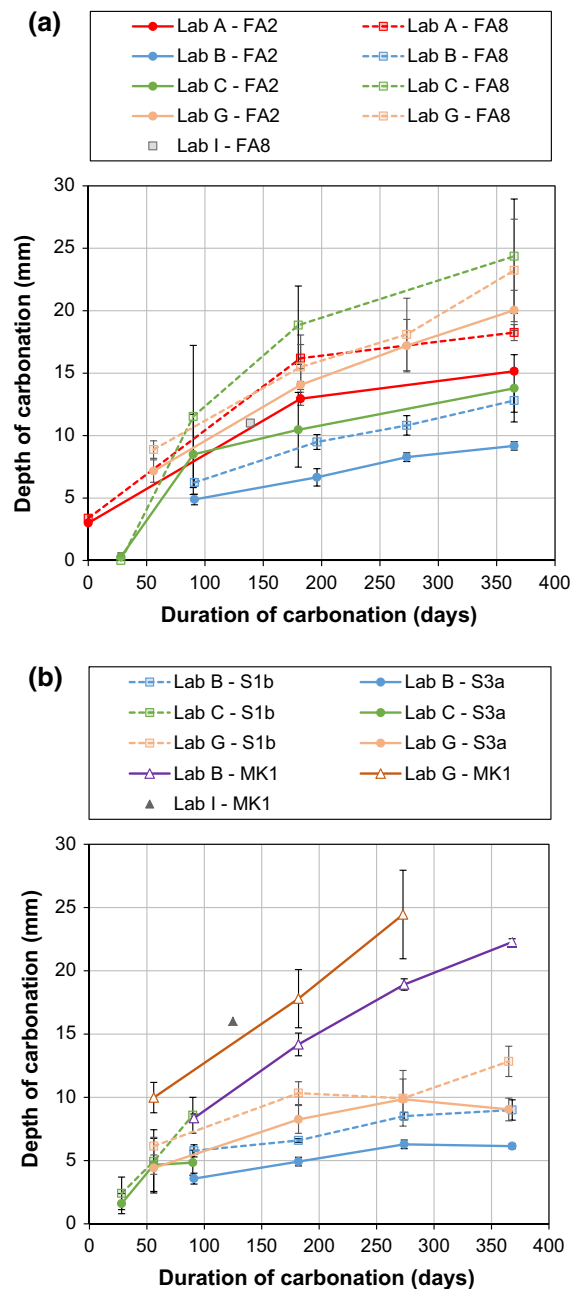 (a)
Lab A - FA2 Lab A - FA8
Lab B - FA2 Lab B - FA8
Lab C - FA2 Lab C - FA8
Lab G - FA2 Lab G - FA8
Lab I - FA8
30
25
20
15
10
5
0
Depth of carbonation (mm)
0 50 100 150 200 250 300 350 400
Duration of carbonation (days)
(b)
Lab B - S1b Lab B - S3a
Lab C - S1b Lab C - S3a
Lab G - S1b Lab G - S3a
Lab B - MK1 Lab G - MK1
Lab I - MK1
30
25
20
15
10
5
0
Depth of carbonation (mm)
0 50 100 150 200 250 300 350 400
Duration of carbonation (days)